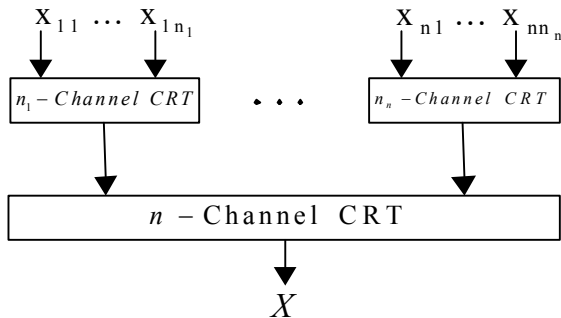 x₁₁ ... x₁ₙ₁ xₙ₁ ... xₙₙₙ
n₁ – Channel CRT ... nₙ – Channel CRT
n – Channel CRT
X